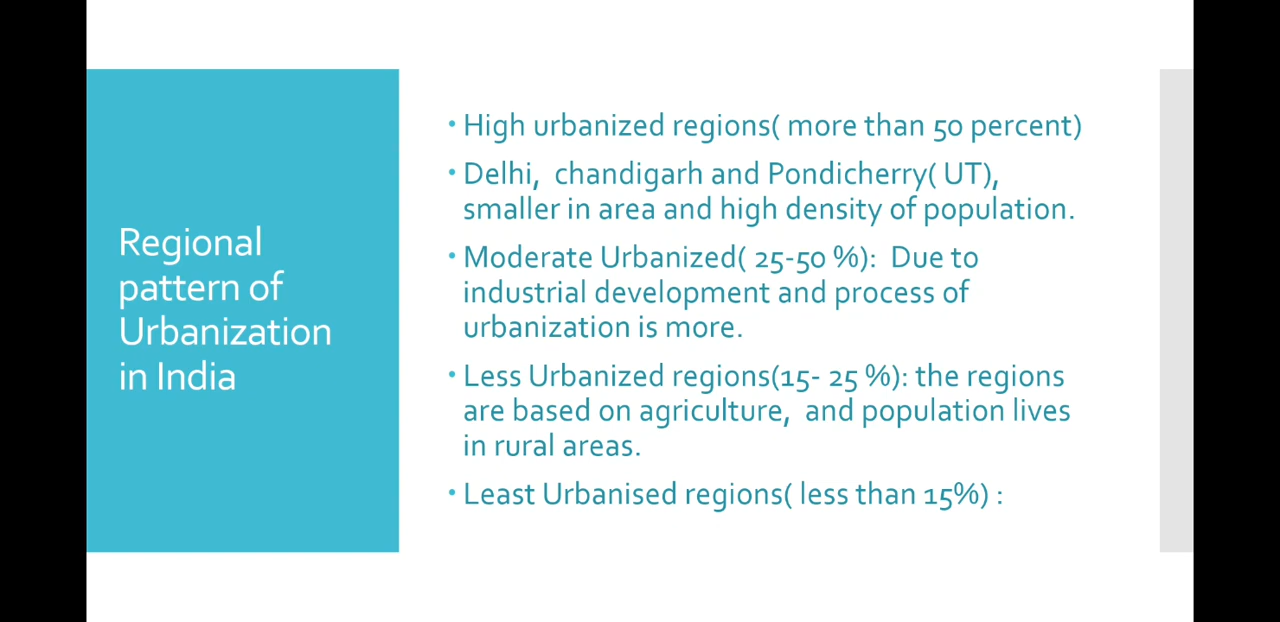 Regional
pattern of
Urbanization
in India
• High urbanized regions( more than 50 percent)
• Delhi,  chandigarh and Pondicherry( UT),
smaller in area and high density of population.
• Moderate Urbanized( 25-50 %):  Due to
industrial development and process of
urbanization is more.
• Less Urbanized regions(15- 25 %): the regions
are based on agriculture,  and population lives
in rural areas.
• Least Urbanised regions( less than 15%) :